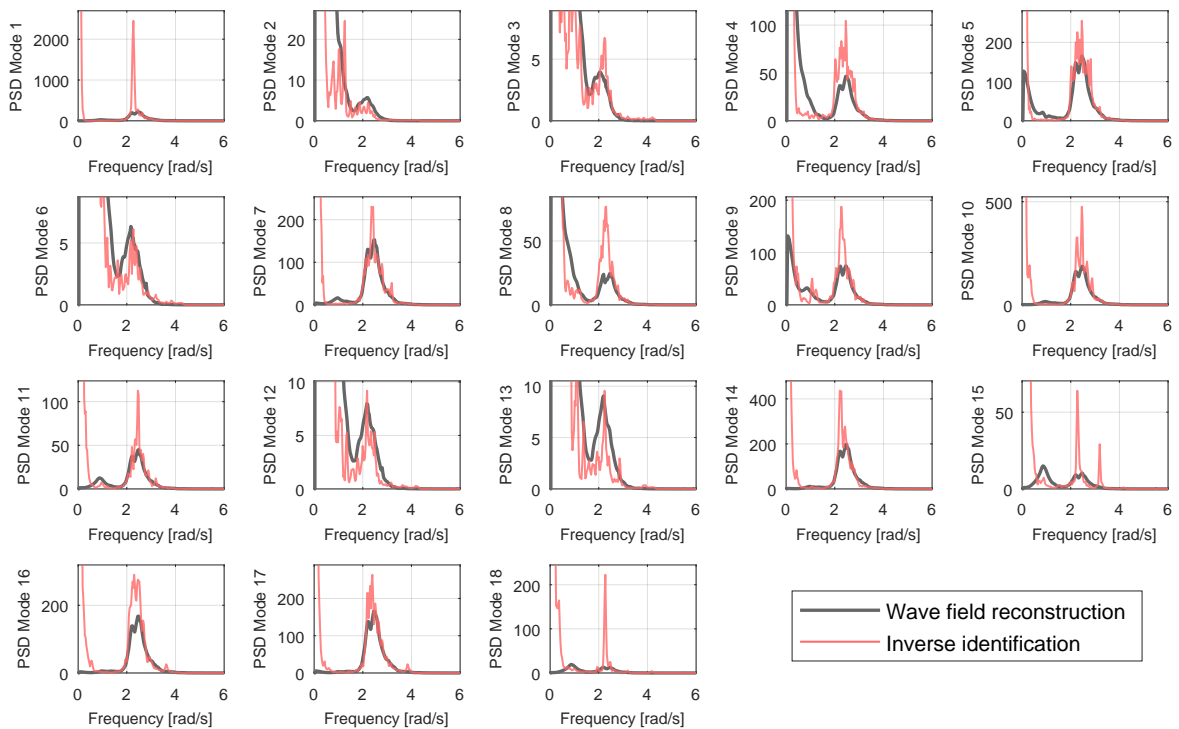 PSD Mode 1
2000
1000
0
0 2 4 6
Frequency [rad/s]
PSD Mode 2
20
10
0
0 2 4 6
Frequency [rad/s]
PSD Mode 3
5
0
0 2 4 6
Frequency [rad/s]
PSD Mode 4
100
50
0
0 2 4 6
Frequency [rad/s]
PSD Mode 5
200
100
0
0 2 4 6
Frequency [rad/s]
PSD Mode 6
5
0
0 2 4 6
Frequency [rad/s]
PSD Mode 7
200
100
0
0 2 4 6
Frequency [rad/s]
PSD Mode 8
50
0
0 2 4 6
Frequency [rad/s]
PSD Mode 9
200
100
0
0 2 4 6
Frequency [rad/s]
PSD Mode 10
500
0
0 2 4 6
Frequency [rad/s]
PSD Mode 11
100
50
0
0 2 4 6
Frequency [rad/s]
PSD Mode 12
10
5
0
0 2 4 6
Frequency [rad/s]
PSD Mode 13
10
5
0
0 2 4 6
Frequency [rad/s]
PSD Mode 14
400
200
0
0 2 4 6
Frequency [rad/s]
PSD Mode 15
50
0
0 2 4 6
Frequency [rad/s]
PSD Mode 16
200
0
0 2 4 6
Frequency [rad/s]
PSD Mode 17
200
100
0
0 2 4 6
Frequency [rad/s]
PSD Mode 18
200
100
0
0 2 4 6
Frequency [rad/s]
Wave field reconstruction
Inverse identification